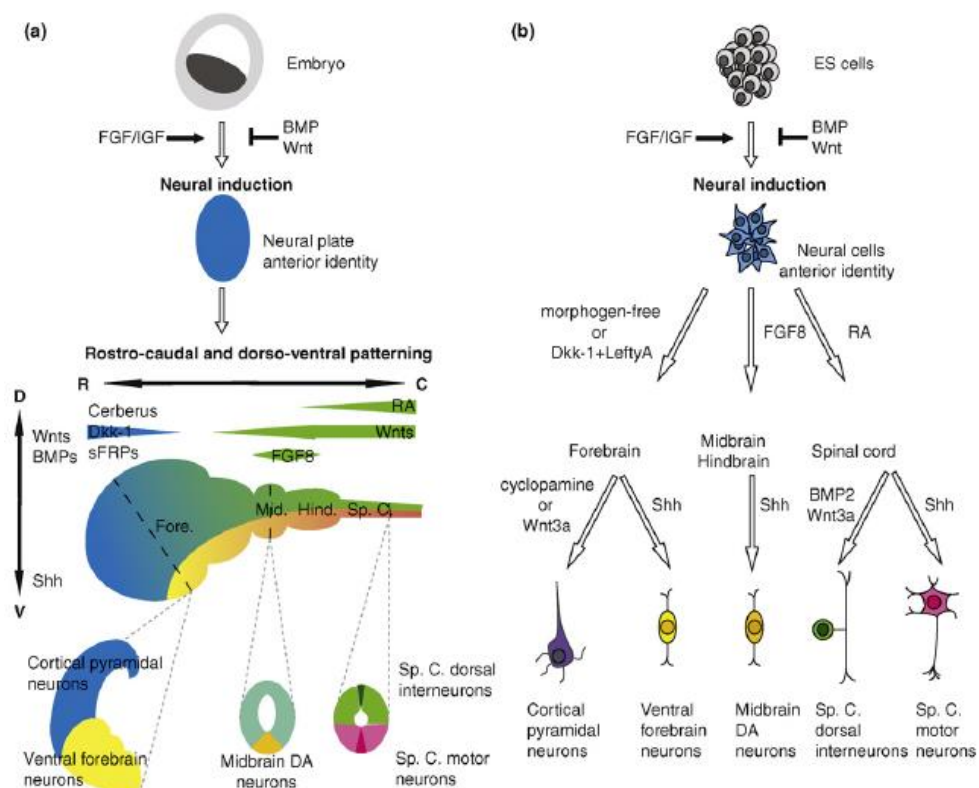 (a)
Embryo
FGF/IGF
BMP
Wnt
Neural induction
Neural plate
anterior identity
Rostro-caudal and dorso-ventral patterning
R
C
D
RA
Cerberus
Wnts
Dkk-1
Wnts
BMPs
sFRPs
FGF8
Fore.
Mid.
Hind.
Sp. C.
Shh
V
Cortical pyramidal
neurons
Sp. C. dorsal
interneurons
Ventral forebrain
neurons
Midbrain DA
neurons
Sp. C. motor
neurons
(b)
ES cells
FGF/IGF
BMP
Wnt
Neural induction
Neural cells
anterior identity
morphogen-free
or
Dkk-1+LeftyA
FGF8
RA
Forebrain
Midbrain
Hindbrain
Spinal cord
cyclopamine
or
Wnt3a
Shh
Shh
BMP2
Wnt3a
Shh
Cortical
pyramidal
neurons
Ventral
forebrain
neurons
Midbrain
DA
neurons
Sp. C.
dorsal
interneurons
Sp. C.
motor
neurons